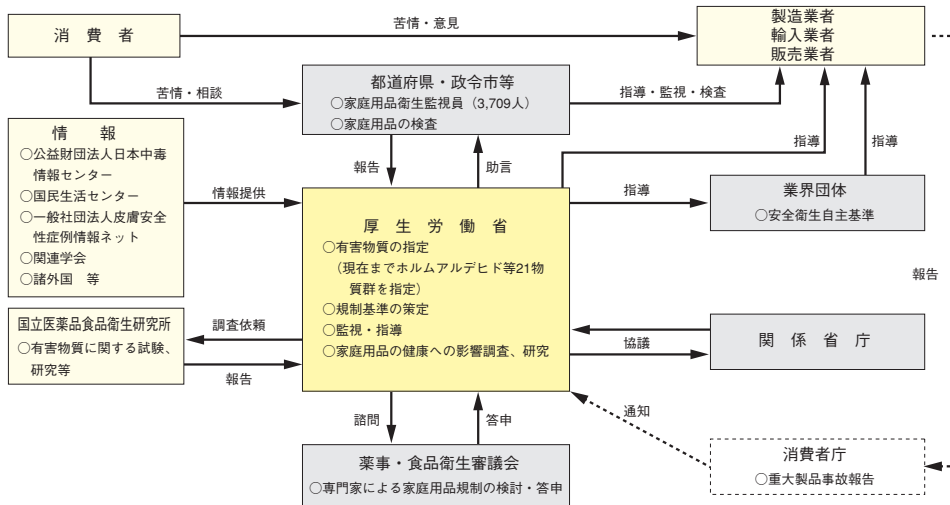 消費者
苦情・意見
製造業者
輸入業者
販売業者
苦情・相談
都道府県・政令市等
○家庭用品衛生監視員（3,709人）
○家庭用品の検査
指導・監視・検査
情　報
○公益財団法人日本中毒
情報センター
○国民生活センター
○一般社団法人皮膚安全
性症例情報ネット
○関連学会
○諸外国　等
情報提供
報告
助言
指導
指導
指導
厚生労働省
○有害物質の指定
（現在までホルムアルデヒド等21物
質群を指定）
○規制基準の策定
○監視・指導
○家庭用品の健康への影響調査、研究
業界団体
○安全衛生自主基準
報告
国立医薬品食品衛生研究所
○有害物質に関する試験、
研究等
調査依頼
報告
協議
関係省庁
諮問
答申
通知
薬事・食品衛生審議会
○専門家による家庭用品規制の検討・答申
消費者庁
○重大製品事故報告